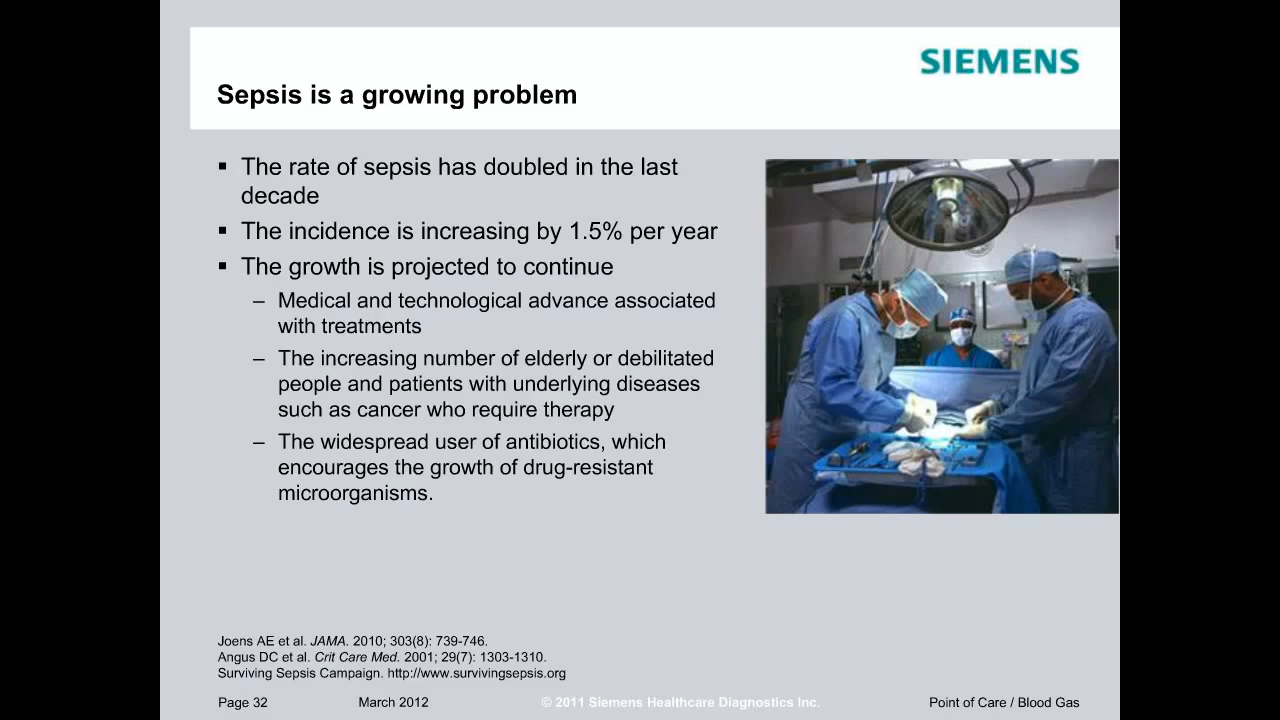 SIEMENS
Sepsis is a growing problem
▪ The rate of sepsis has doubled in the last
decade
▪ The incidence is increasing by 1.5% per year
▪ The growth is projected to continue
– Medical and technological advance associated
with treatments
– The increasing number of elderly or debilitated
people and patients with underlying diseases
such as cancer who require therapy
– The widespread user of antibiotics, which
encourages the growth of drug-resistant
microorganisms.
Joens AE et al. JAMA. 2010; 303(8): 739-746.
Angus DC et al. Crit Care Med. 2001; 29(7): 1303-1310.
Surviving Sepsis Campaign. http://www.survivingsepsis.org
Page 32 March 2012 © 2011 Siemens Healthcare Diagnostics Inc. Point of Care / Blood Gas